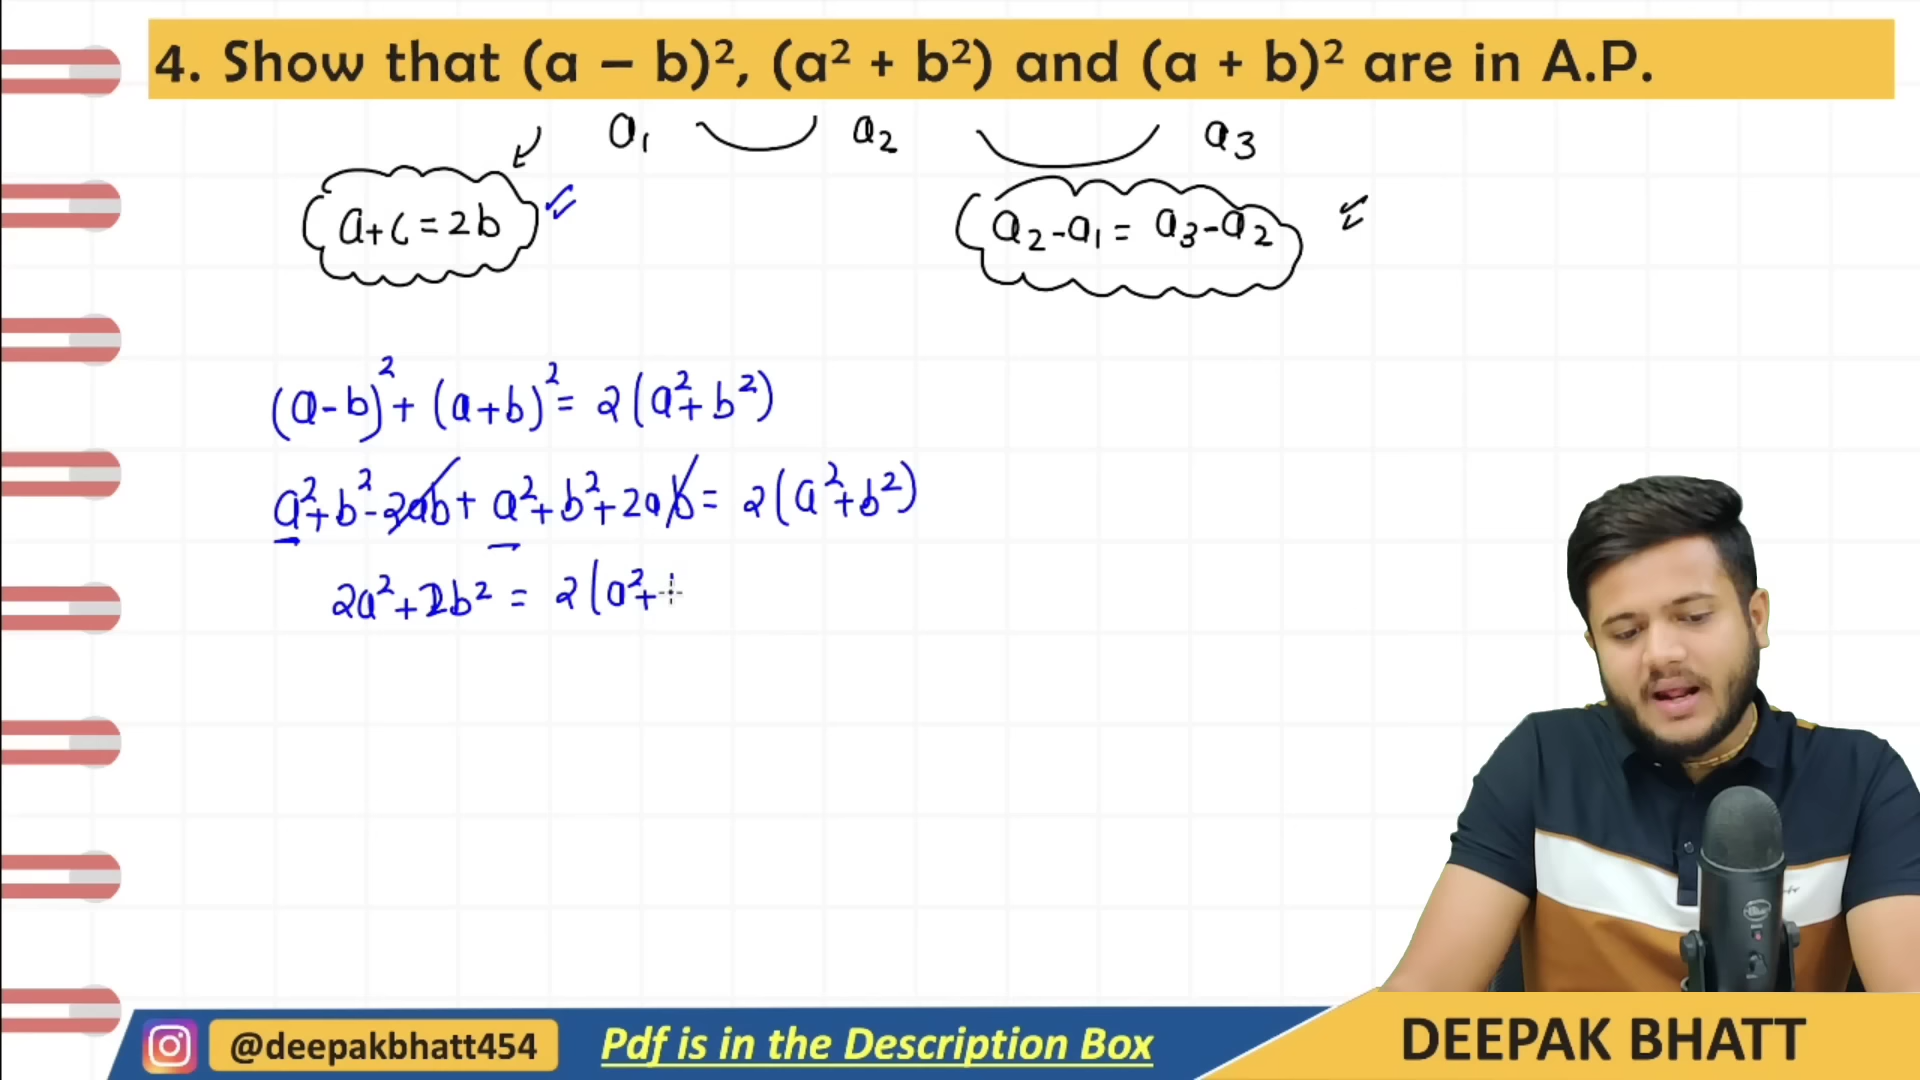 4. Show that (a – b)², (a² + b²) and (a + b)² are in A.P.
a₁ a₂ a₃
a+c=2b
a₂-a₁= a₃-a₂
(a-b)²+ (a+b)²= 2(a²+b²)
a²+b²-2ab+ a²+b²+2ab= 2(a²+b²)
2a²+2b² = 2(a²+
@deepakbhatt454
Pdf is in the Description Box
DEEPAK BHATT